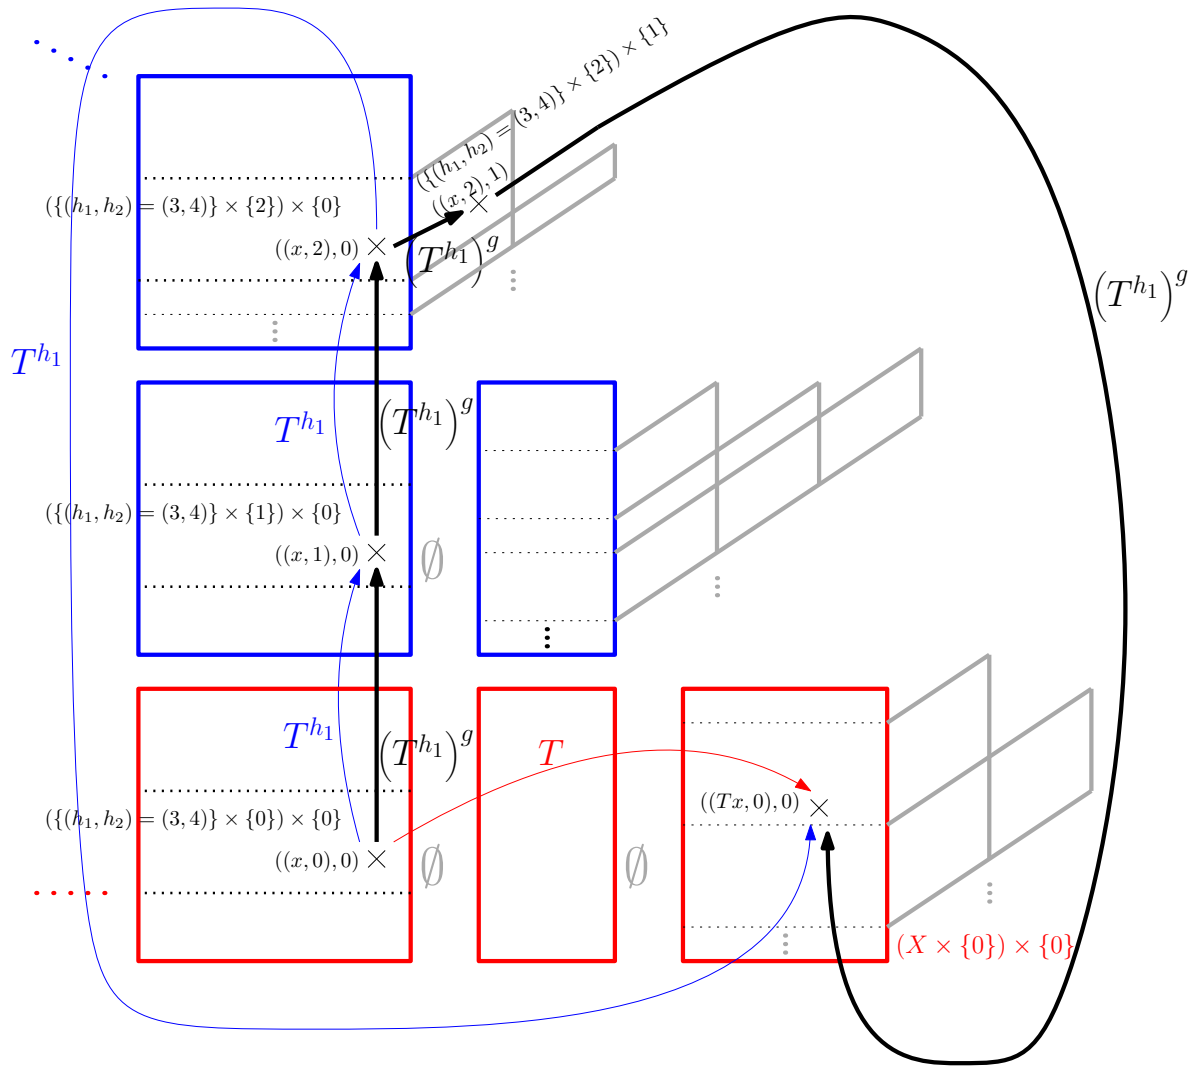 ({(h₁, h₂) = (3, 4)} × {2}) × {1}
((x, 2), 1)
({(h₁, h₂) = (3, 4)} × {2}) × {0}
((x, 2), 0)
(T^{h₁})^g
(T^{h₁})^g
T^{h₁}
T^{h₁}
(T^{h₁})^g
({(h₁, h₂) = (3, 4)} × {1}) × {0}
((x, 1), 0)
∅
T^{h₁}
(T^{h₁})^g
T
((Tx, 0), 0)
({(h₁, h₂) = (3, 4)} × {0}) × {0}
((x, 0), 0)
∅
∅
(X × {0}) × {0}